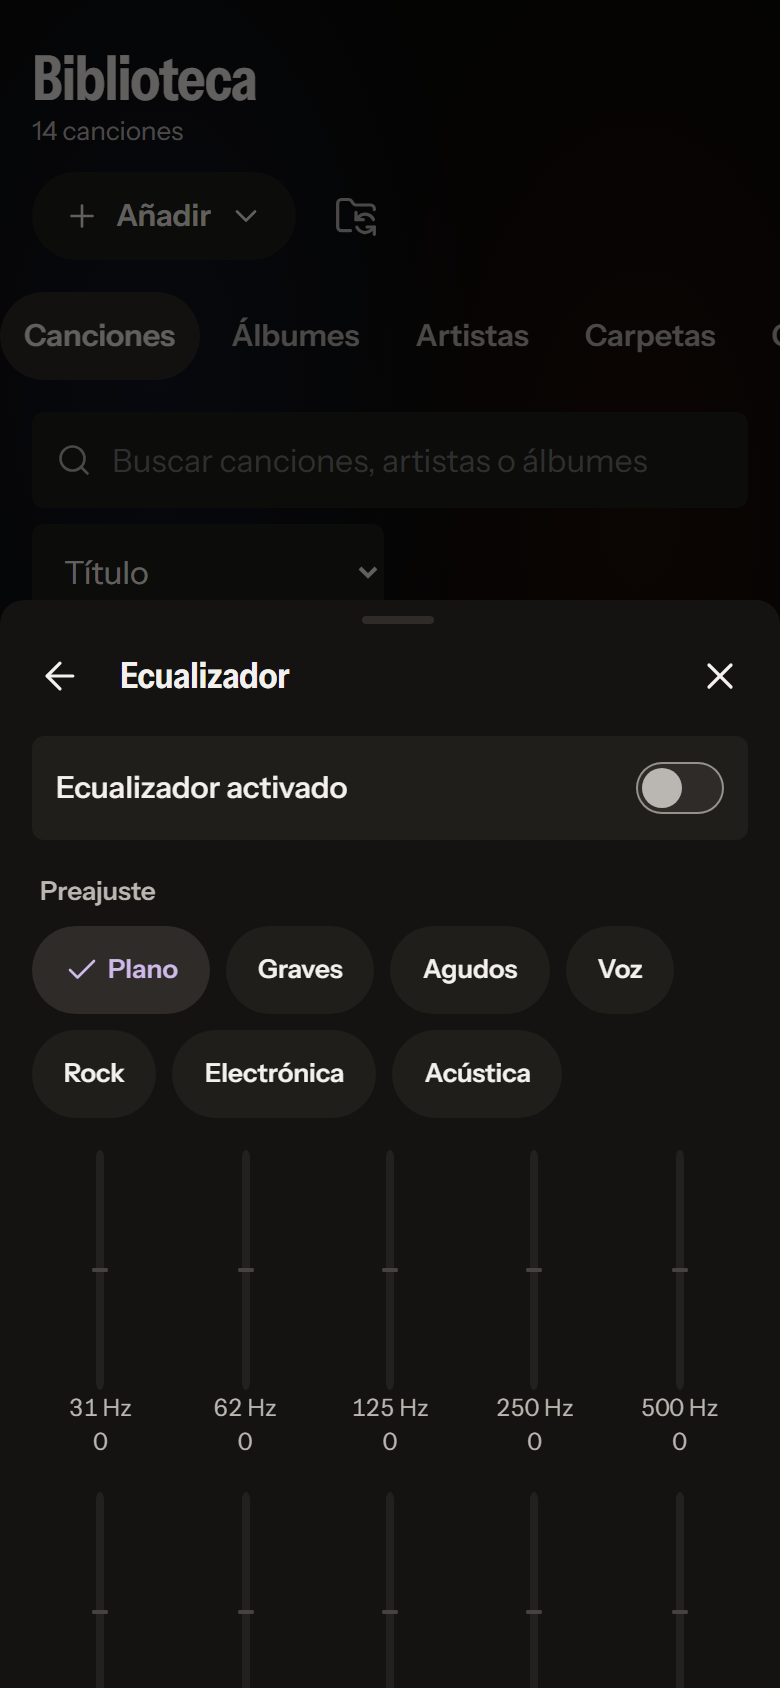 Biblioteca
14 canciones
Añadir
Canciones Álbumes Artistas Carpetas
Buscar canciones, artistas o álbumes
Título
Ecualizador
Ecualizador activado
Preajuste
Plano Graves Agudos Voz
Rock Electrónica Acústica
31 Hz 62 Hz 125 Hz 250 Hz 500 Hz
0 0 0 0 0